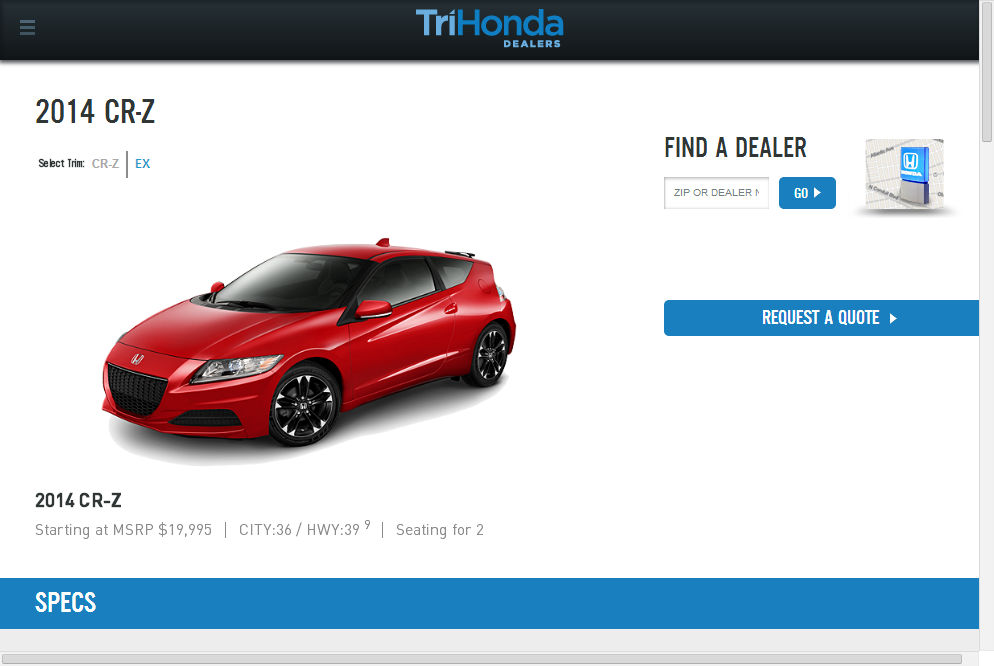 TriHonda
DEALERS
2014 CR-Z
Select Trim: CR-Z EX
FIND A DEALER
ZIP OR DEALER
GO
HONDA
REQUEST A QUOTE
2014 CR-Z
Starting at MSRP $19,995 | CITY:36 / HWY:39 9 | Seating for 2
SPECS